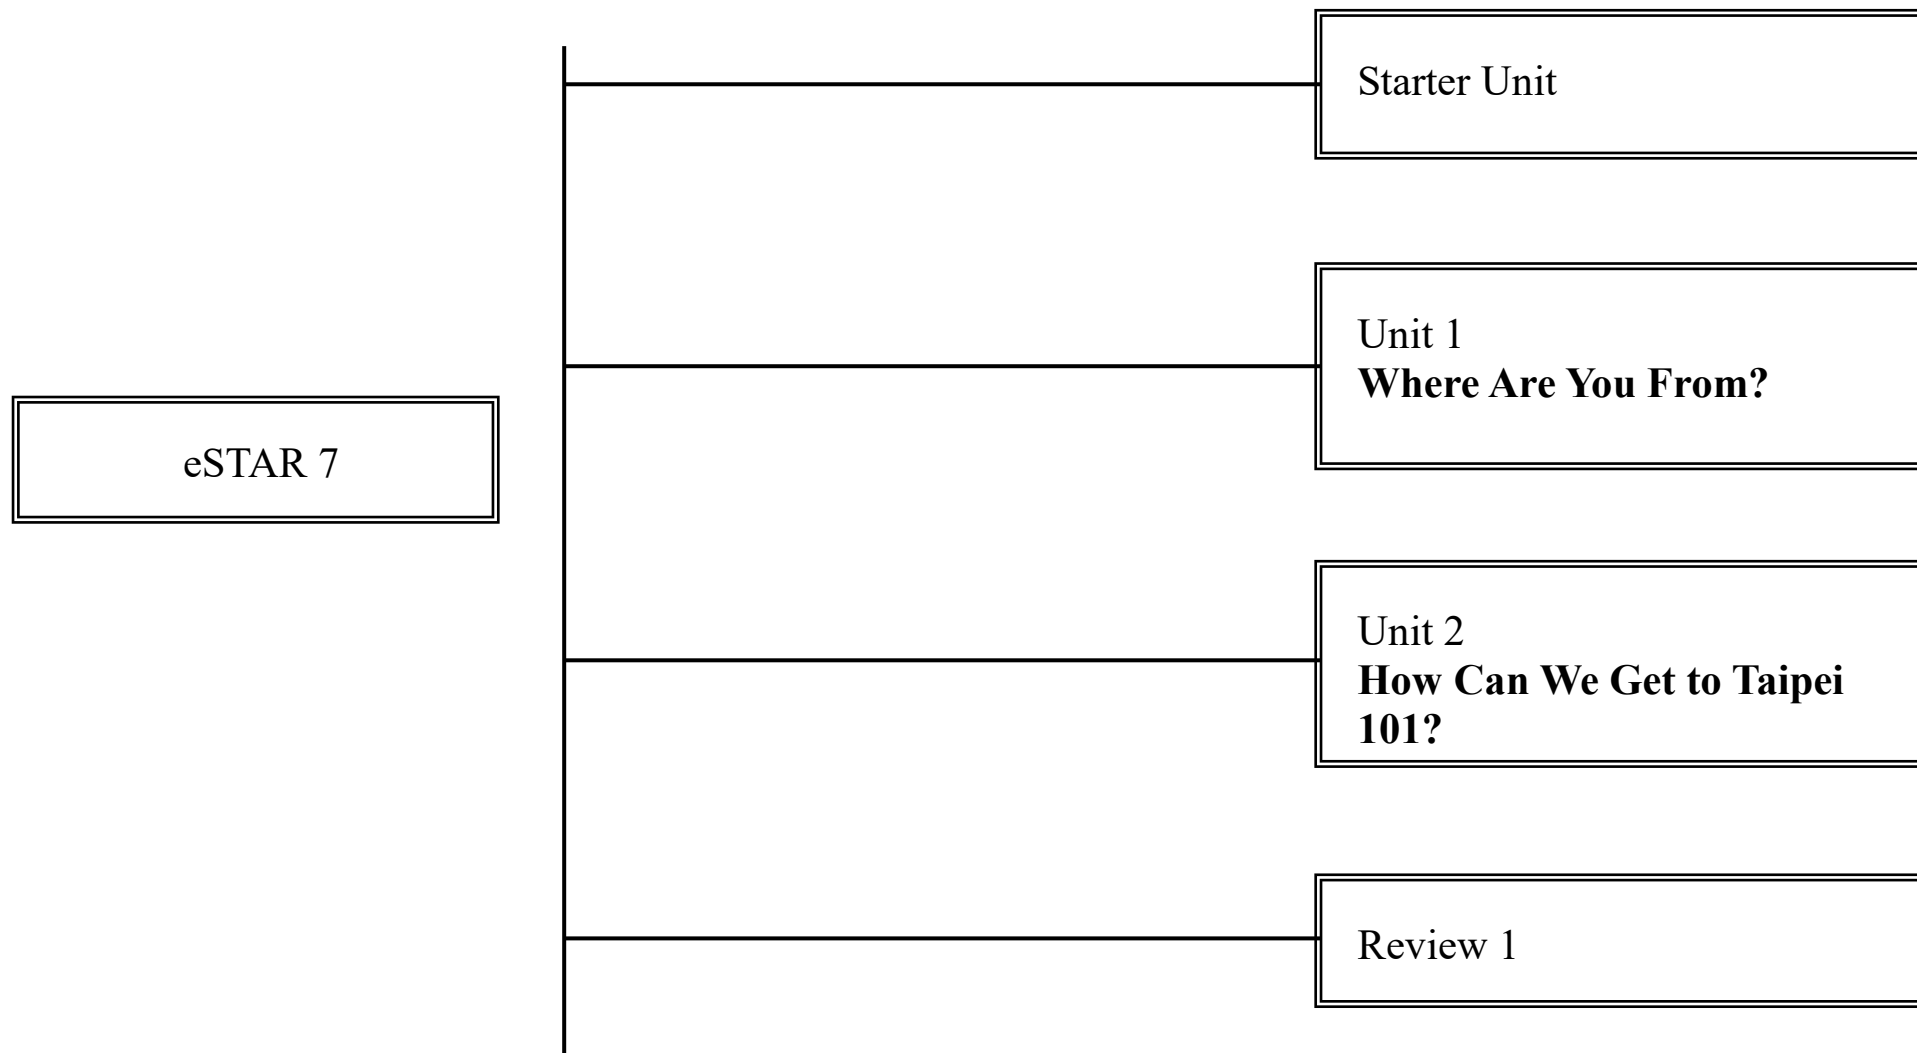 Starter Unit
Unit 1
Where Are You From?
eSTAR 7
Unit 2
How Can We Get to Taipei
101?
Review 1